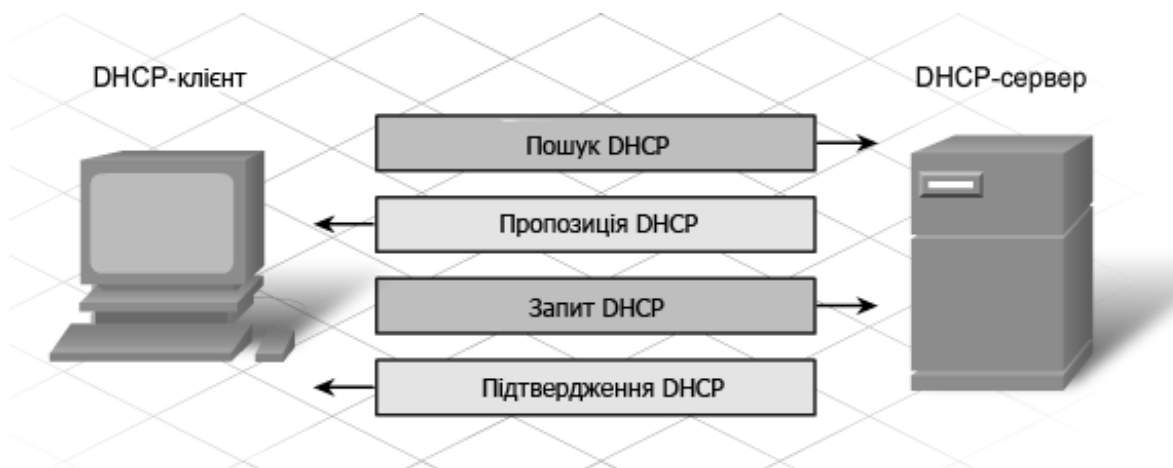 DHCP-клієнт
DHCP-сервер
Пошук DHCP
Пропозиція DHCP
Запит DHCP
Підтвердження DHCP